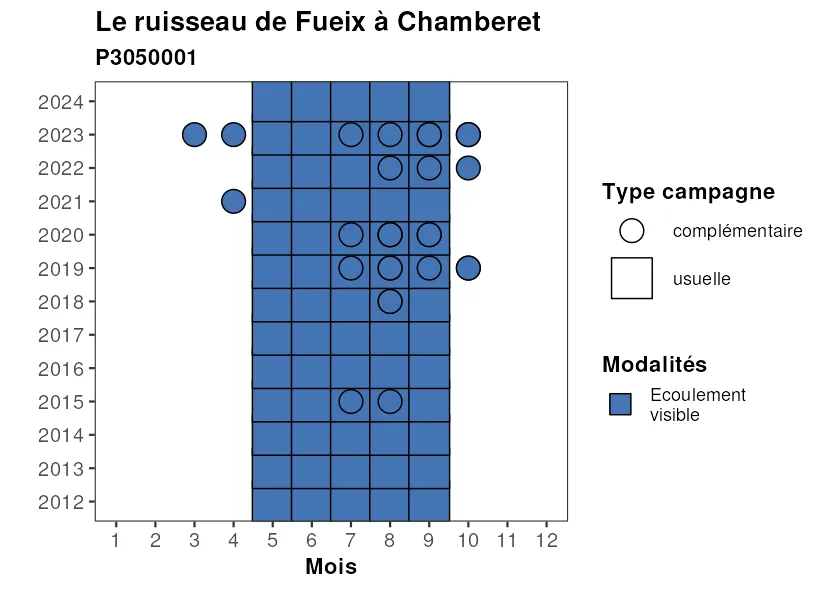 Le ruisseau de Fueix à Chamberet
P3050001
2024
2023
2022
2021
2020
2019
2018
2017
2016
2015
2014
2013
2012
1 2 3 4 5 6 7 8 9 10 11 12
Mois
Type campagne
complémentaire
usuelle
Modalités
Ecoulement
visible